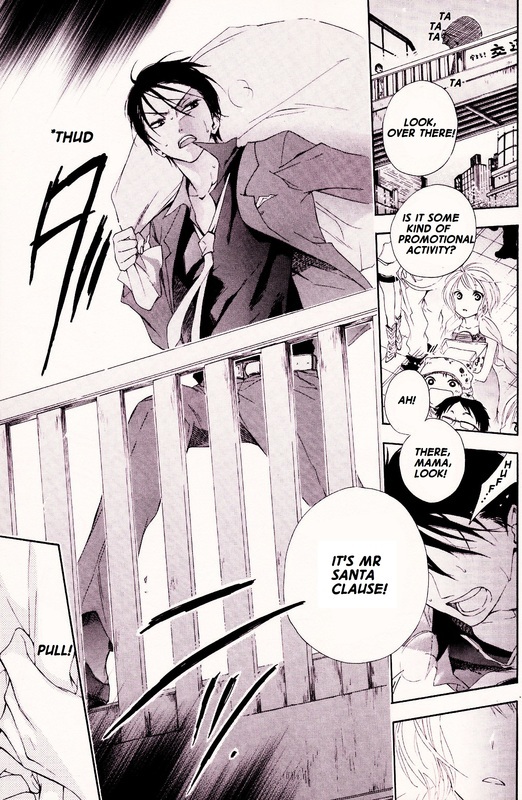 TA
TA
TA
TA
LOOK,
OVER THERE!
IS IT SOME
KIND OF
PROMOTIONAL
ACTIVITY?
AH!
THERE,
MAMA,
LOOK!
HUFF
*THUD
IT'S MR
SANTA
CLAUSE!
PULL!